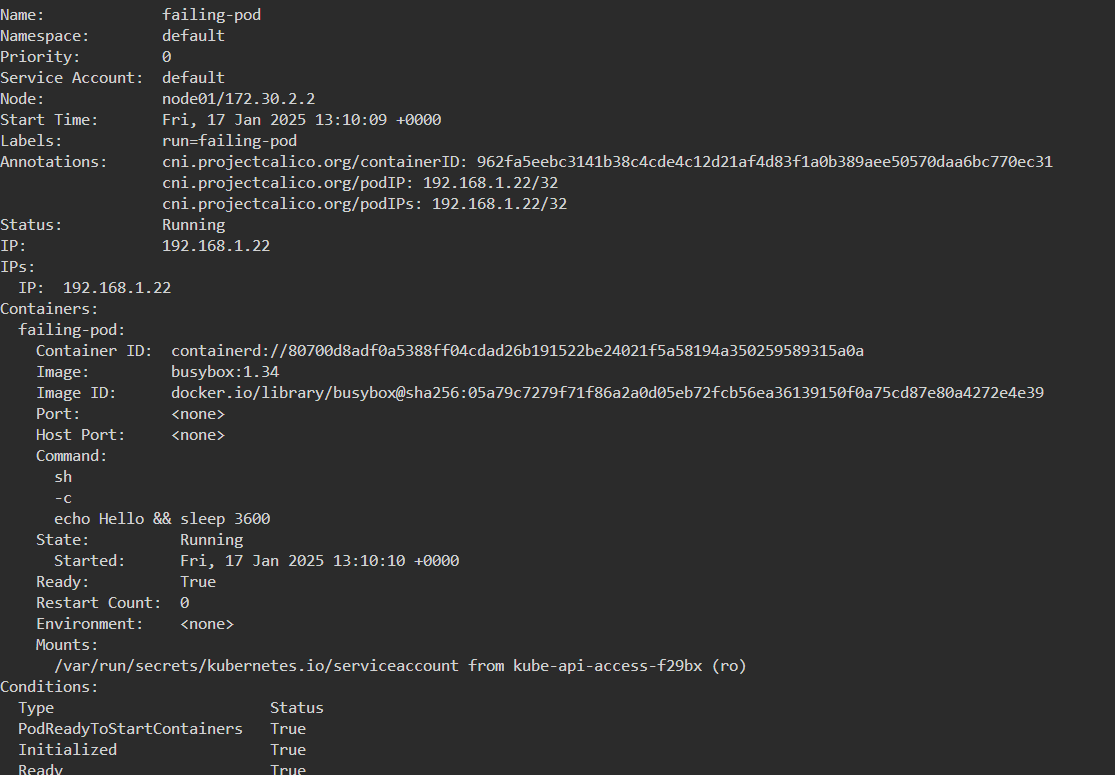 Name:             failing-pod
Namespace:        default
Priority:         0
Service Account:  default
Node:             node01/172.30.2.2
Start Time:       Fri, 17 Jan 2025 13:10:09 +0000
Labels:           run=failing-pod
Annotations:      cni.projectcalico.org/containerID: 962fa5eebc3141b38c4cde4c12d21af4d83f1a0b389aee50570daa6bc770ec31
                  cni.projectcalico.org/podIP: 192.168.1.22/32
                  cni.projectcalico.org/podIPs: 192.168.1.22/32
Status:           Running
IP:               192.168.1.22
IPs:
  IP:  192.168.1.22
Containers:
  failing-pod:
    Container ID:  containerd://80700d8adf0a5388ff04cdad26b191522be24021f5a58194a350259589315a0a
    Image:         busybox:1.34
    Image ID:      docker.io/library/busybox@sha256:05a79c7279f71f86a2a0d05eb72fcb56ea36139150f0a75cd87e80a4272e4e39
    Port:          <none>
    Host Port:     <none>
    Command:
      sh
      -c
      echo Hello && sleep 3600
    State:          Running
      Started:      Fri, 17 Jan 2025 13:10:10 +0000
    Ready:          True
    Restart Count:  0
    Environment:    <none>
    Mounts:
      /var/run/secrets/kubernetes.io/serviceaccount from kube-api-access-f29bx (ro)
Conditions:
  Type                        Status
  PodReadyToStartContainers   True
  Initialized                 True
  Ready                       True